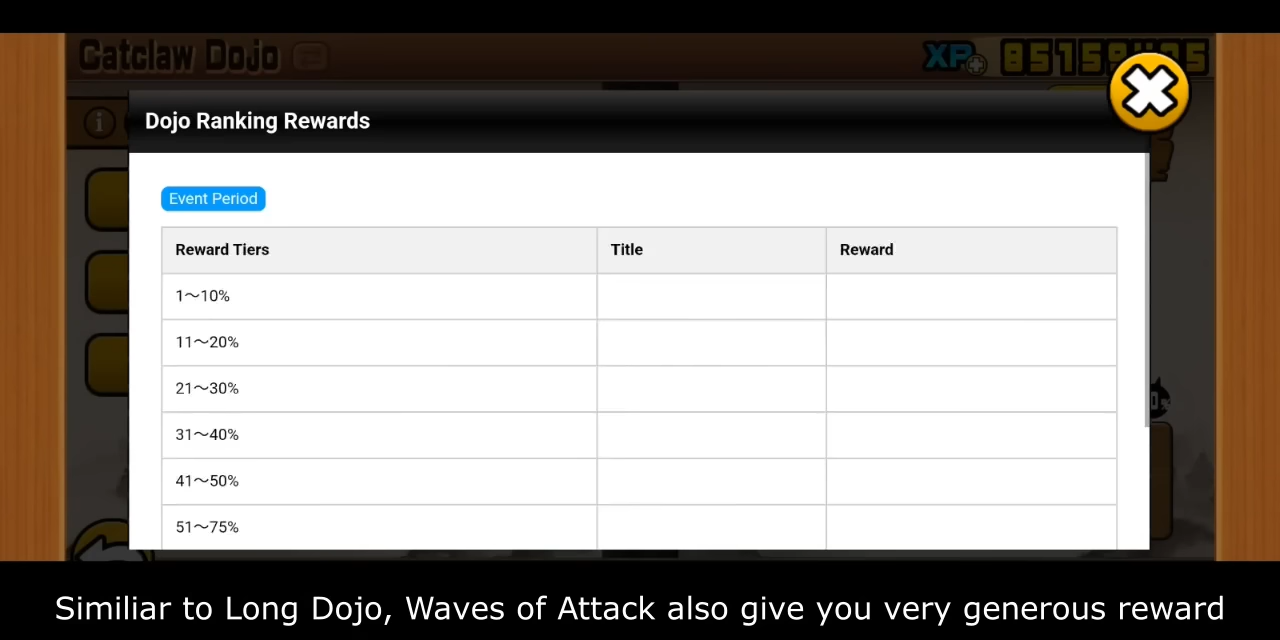 Catclaw Dojo
XP
Dojo Ranking Rewards
Event Period
Reward Tiers Title Reward
1～10%
11～20%
21～30%
31～40%
41～50%
51～75%
Similiar to Long Dojo, Waves of Attack also give you very generous reward